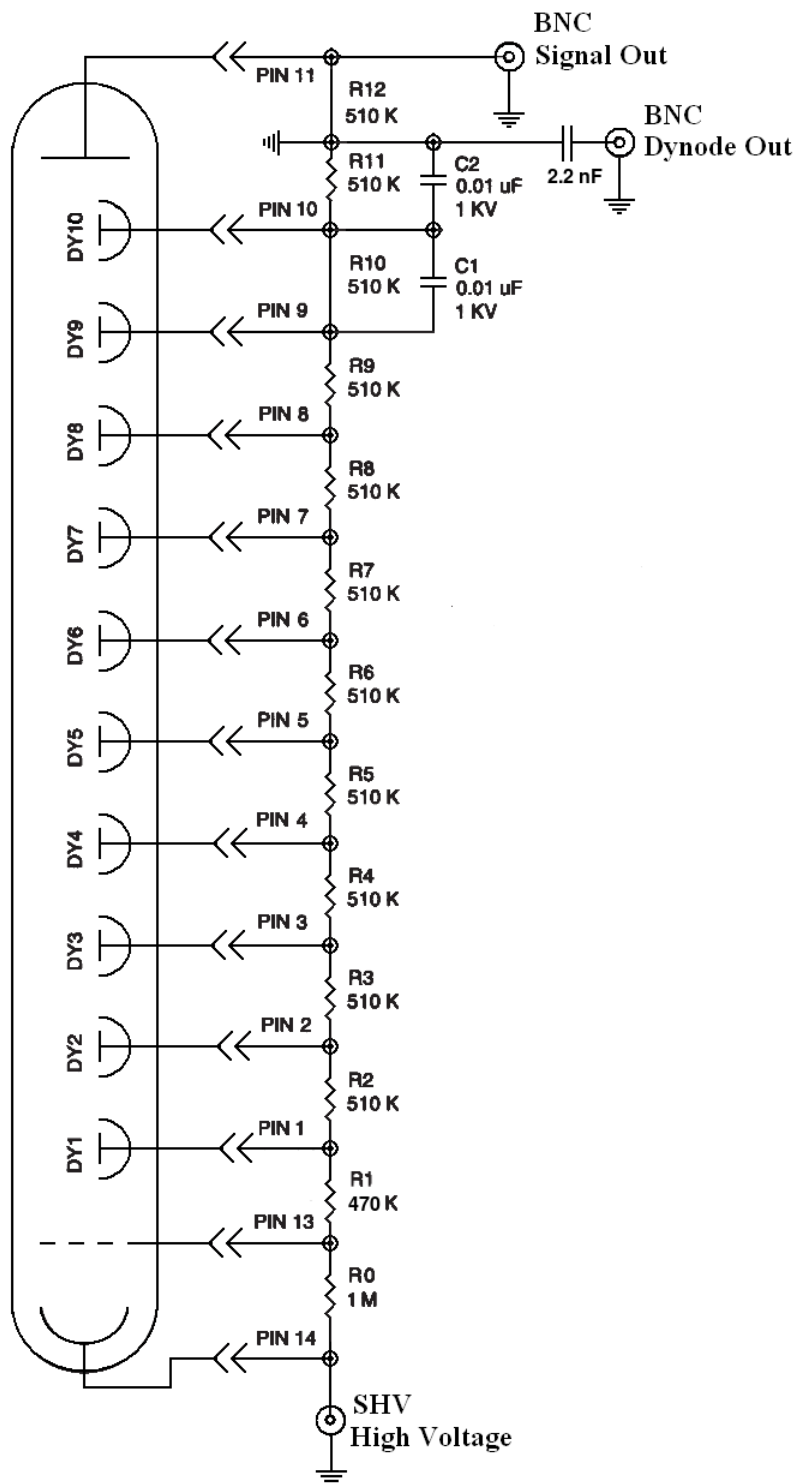 BNC
Signal Out
PIN 11
R12
510 K
BNC
Dynode Out
R11
510 K
C2
0.01 uF
1 KV
2.2 nF
DY10
PIN 10
R10
510 K
C1
0.01 uF
1 KV
DY9
PIN 9
R9
510 K
DY8
PIN 8
R8
510 K
DY7
PIN 7
R7
510 K
DY6
PIN 6
R6
510 K
DY5
PIN 5
R5
510 K
DY4
PIN 4
R4
510 K
DY3
PIN 3
R3
510 K
DY2
PIN 2
R2
510 K
DY1
PIN 1
R1
470 K
PIN 13
R0
1 M
PIN 14
SHV
High Voltage